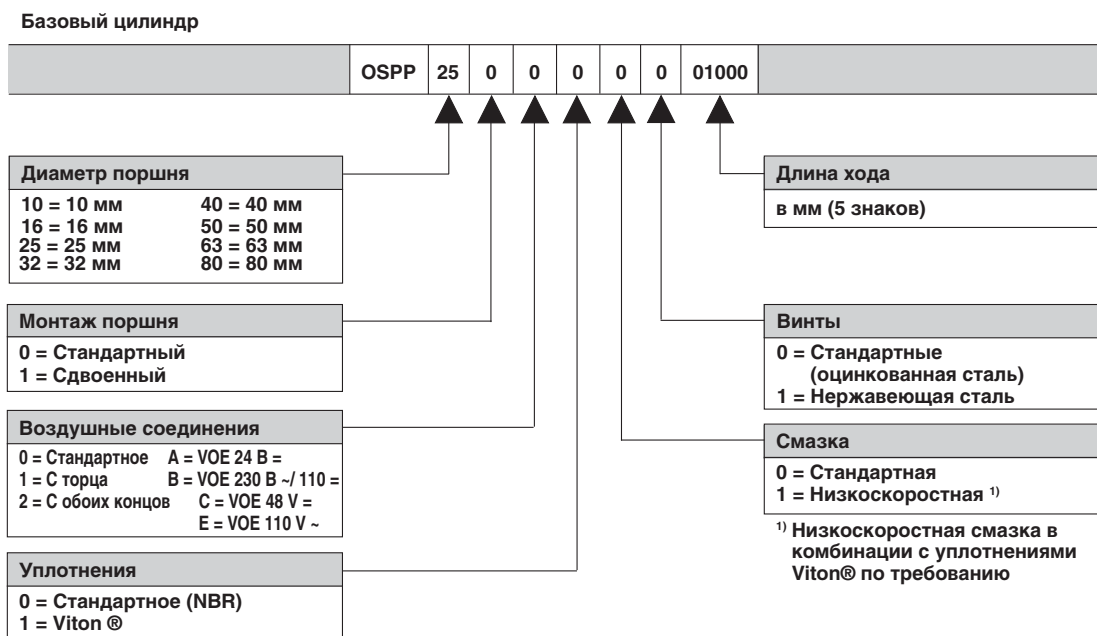 Базовый цилиндр
OSPP 25 0 0 0 0 0 01000
Диаметр поршня
10 = 10 мм 40 = 40 мм
16 = 16 мм 50 = 50 мм
25 = 25 мм 63 = 63 мм
32 = 32 мм 80 = 80 мм
Монтаж поршня
0 = Стандартный
1 = Сдвоенный
Воздушные соединения
0 = Стандартное A = VOE 24 В =
1 = С торца B = VOE 230 В ~/ 110 =
2 = С обоих концов C = VOE 48 V =
E = VOE 110 V ~
Уплотнения
0 = Стандартное (NBR)
1 = Viton ®
Длина хода
в мм (5 знаков)
Винты
0 = Стандартные
(оцинкованная сталь)
1 = Нержавеющая сталь
Смазка
0 = Стандартная
1 = Низкоскоростная 1)
1) Низкоскоростная смазка в
комбинации с уплотнениями
Viton® по требованию